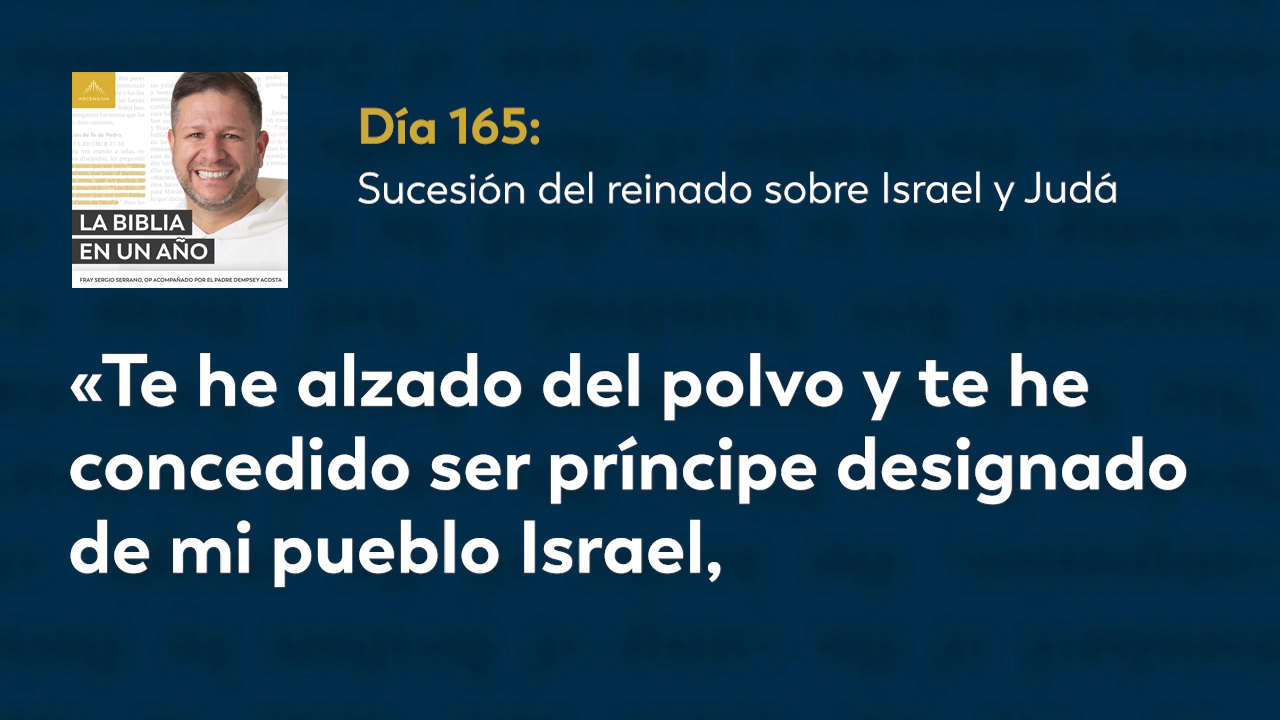 ASCENSION
LA BIBLIA
EN UN AÑO
FRAY SERGIO SERRANO, OP ACOMPAÑADO POR EL PADRE DEMPSEY ACOSTA
Día 165:
Sucesión del reinado sobre Israel y Judá
«Te he alzado del polvo y te he
concedido ser príncipe designado
de mi pueblo Israel,